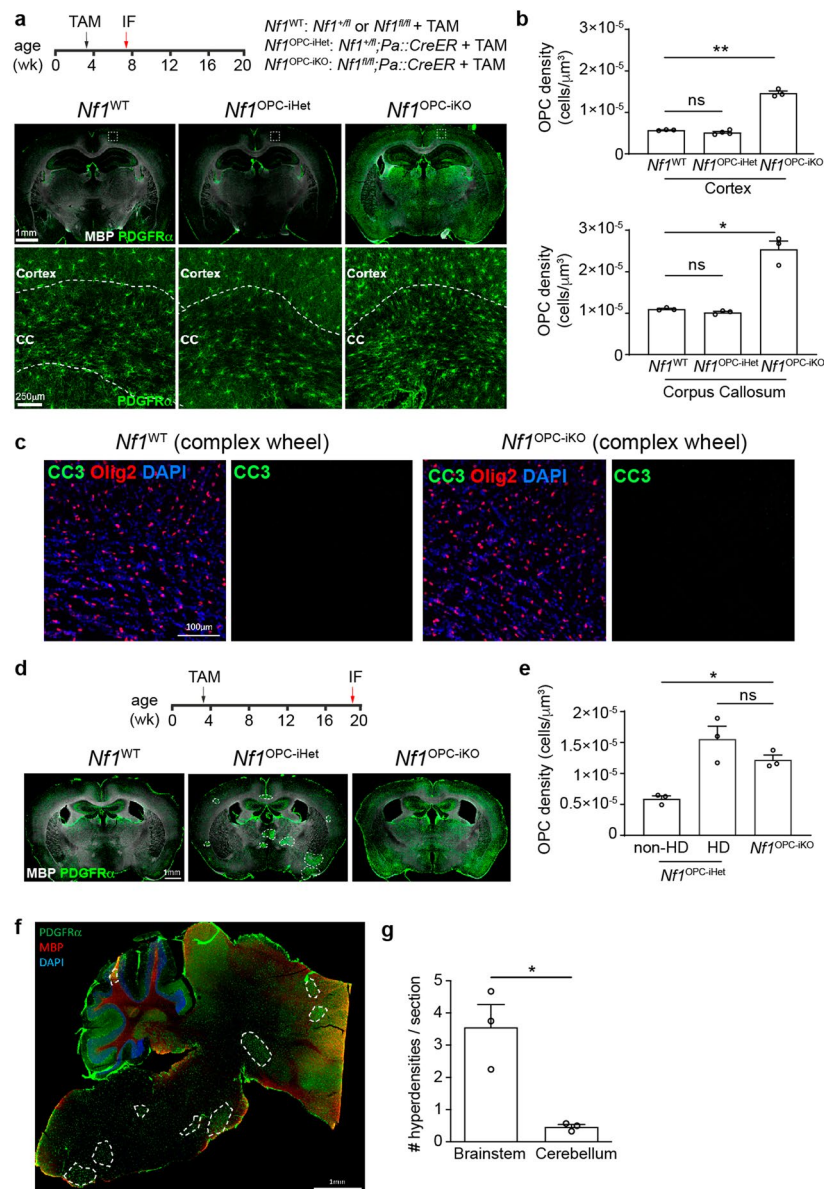 a
TAM IF
age
(wk)
0 4 8 12 16 20
Nf1WT: Nf1+/fl or Nf1fl/fl + TAM
Nf1OPC-iHet: Nf1+/fl;Pa::CreER + TAM
Nf1OPC-iKO: Nf1fl/fl;Pa::CreER + TAM
Nf1WT Nf1OPC-iHet Nf1OPC-iKO
1mm MBP PDGFRα
Cortex Cortex Cortex
CC CC CC
250μm PDGFRα
b
OPC density
(cells/μm³)
3×10⁻⁵
2×10⁻⁵
1×10⁻⁵
0
**
ns
Nf1WT Nf1OPC-iHet Nf1OPC-iKO
Cortex
OPC density
(cells/μm³)
3×10⁻⁵
2×10⁻⁵
1×10⁻⁵
0
*
ns
Nf1WT Nf1OPC-iHet Nf1OPC-iKO
Corpus Callosum
c
Nf1WT (complex wheel) Nf1OPC-iKO (complex wheel)
CC3 Olig2 DAPI CC3 CC3 Olig2 DAPI CC3
100μm
d
TAM IF
age
(wk)
0 4 8 12 16 20
Nf1WT Nf1OPC-iHet Nf1OPC-iKO
MBP PDGFRα 1mm
e
OPC density (cells/μm³)
2×10⁻⁵
1.5×10⁻⁵
1×10⁻⁵
0.5×10⁻⁵
0
*
ns
non-HD HD Nf1OPC-iKO
Nf1OPC-iHet
f
PDGFRα
MBP
DAPI
1mm
g
# hyperdensities / section
5
4
3
2
1
0
*
Brainstem Cerebellum